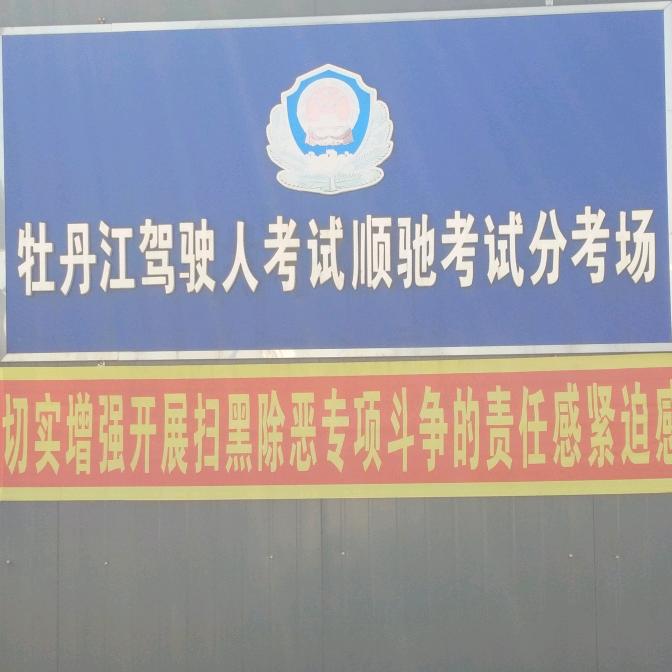 牡丹江驾驶人考试顺驰考试分考场
切实增强开展扫黑除恶专项斗争的责任感紧迫感